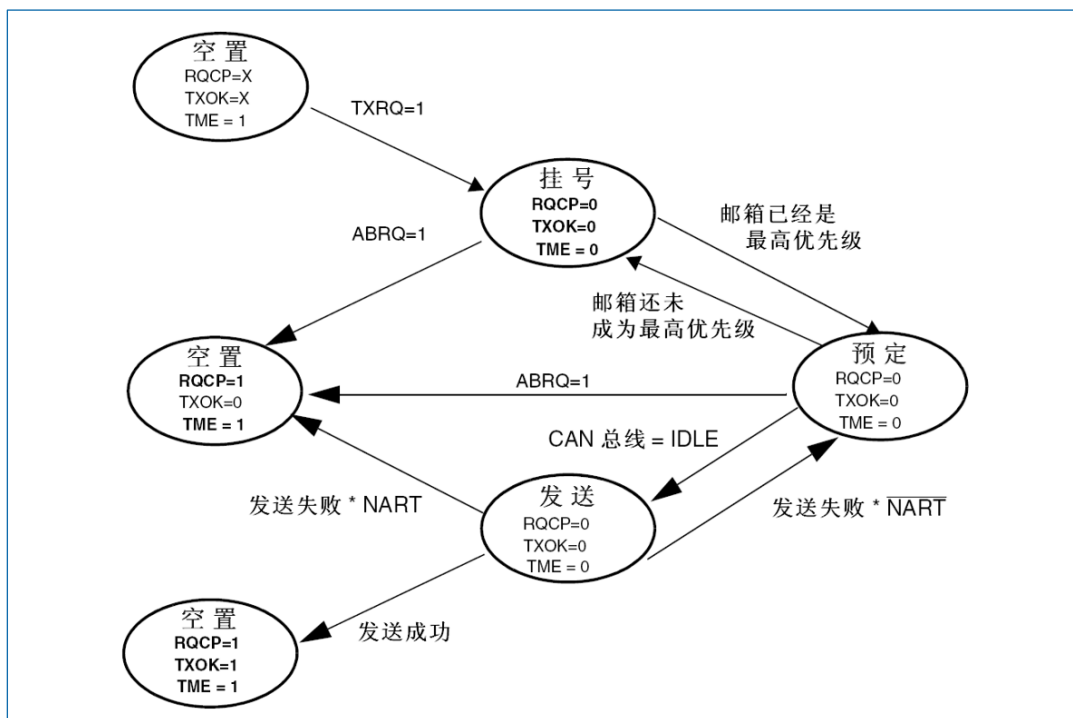 空置
RQCP=X
TXOK=X
TME = 1
TXRQ=1
挂号
RQCP=0
TXOK=0
TME = 0
ABRQ=1
邮箱已经是
最高优先级
邮箱还未
成为最高优先级
空置
RQCP=1
TXOK=0
TME = 1
ABRQ=1
预定
RQCP=0
TXOK=0
TME = 0
CAN 总线 = IDLE
发送失败 * NART
发送
RQCP=0
TXOK=0
TME = 0
发送失败 * N̅A̅R̅T̅
空置
RQCP=1
TXOK=1
TME = 1
发送成功